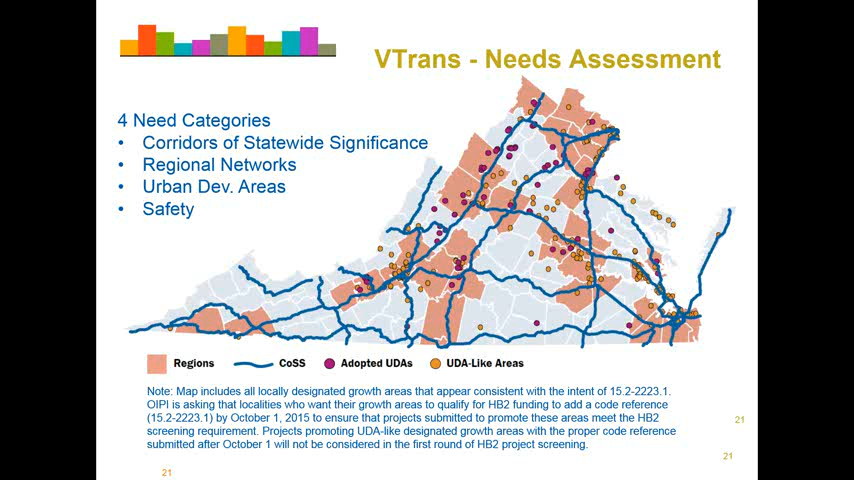 VTrans - Needs Assessment
4 Need Categories
• Corridors of Statewide Significance
• Regional Networks
• Urban Dev. Areas
• Safety
Regions
CoSS
Adopted UDAs
UDA-Like Areas
Note: Map includes all locally designated growth areas that appear consistent with the intent of 15.2-2223.1.
OIPI is asking that localities who want their growth areas to qualify for HB2 funding to add a code reference
(15.2-2223.1) by October 1, 2015 to ensure that projects submitted to promote these areas meet the HB2
screening requirement. Projects promoting UDA-like designated growth areas with the proper code reference
submitted after October 1 will not be considered in the first round of HB2 project screening.
21
21
21